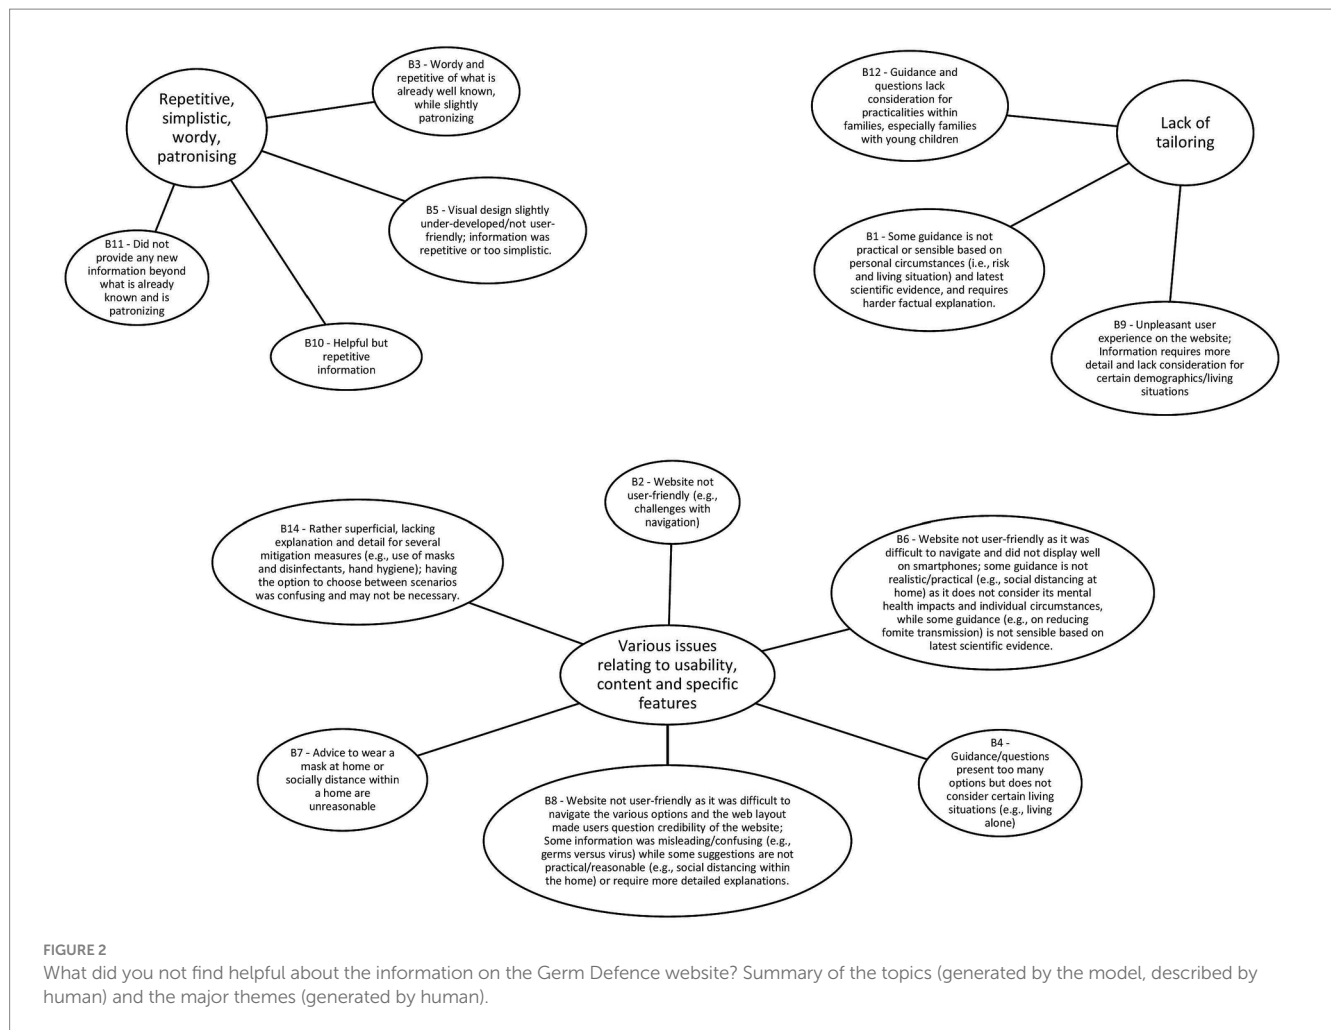 Repetitive,
simplistic,
wordy,
patronising
B3 - Wordy and
repetitive of what is
already well known,
while slightly
patronizing
B5 - Visual design slightly
under-developed/not user-
friendly; information was
repetitive or too simplistic.
B11 - Did not
provide any new
information beyond
what is already
known and is
patronizing
B10 - Helpful but
repetitive
information
B12 - Guidance and
questions lack
consideration for
practicalities within
families, especially families
with young children
Lack of
tailoring
B1 - Some guidance is not
practical or sensible based on
personal circumstances
(i.e., risk
and living situation) and latest
scientific evidence, and requires
harder factual explanation.
B9 - Unpleasant user
experience on the website;
Information requires more
detail and lack consideration for
certain demographics/living
situations
B2 - Website not
user-friendly (e.g.,
challenges with
navigation)
B14 - Rather superficial, lacking
explanation and detail for several
mitigation measures (e.g., use of masks
and disinfectants, hand hygiene); having
the option to choose between scenarios
was confusing and may not be necessary.
B6 - Website not user-friendly as it was
difficult to navigate and did not display well
on smartphones; some guidance is not
realistic/practical (e.g., social distancing at
home) as it does not consider its mental
health impacts and individual circumstances,
while some guidance (e.g., on reducing
fomite transmission) is not sensible based on
latest scientific evidence.
Various issues
relating to usability,
content and specific
features
B7 - Advice to wear a
mask at home or
socially distance within
a home are
unreasonable
B8 - Website not user-friendly as it was difficult to
navigate the various options and the web layout
made users question credibility of the website;
Some information was misleading/confusing (e.g.,
germs versus virus) while some suggestions are not
practical/reasonable (e.g., social distancing within
the home) or require more detailed explanations.
B4 -
Guidance/questions
present too many
options but does not
consider certain living
situations (e.g., living
alone)
FIGURE 2
What did you not find helpful about the information on the Germ Defence website? Summary of the topics (generated by the model, described by
human) and the major themes (generated by human).